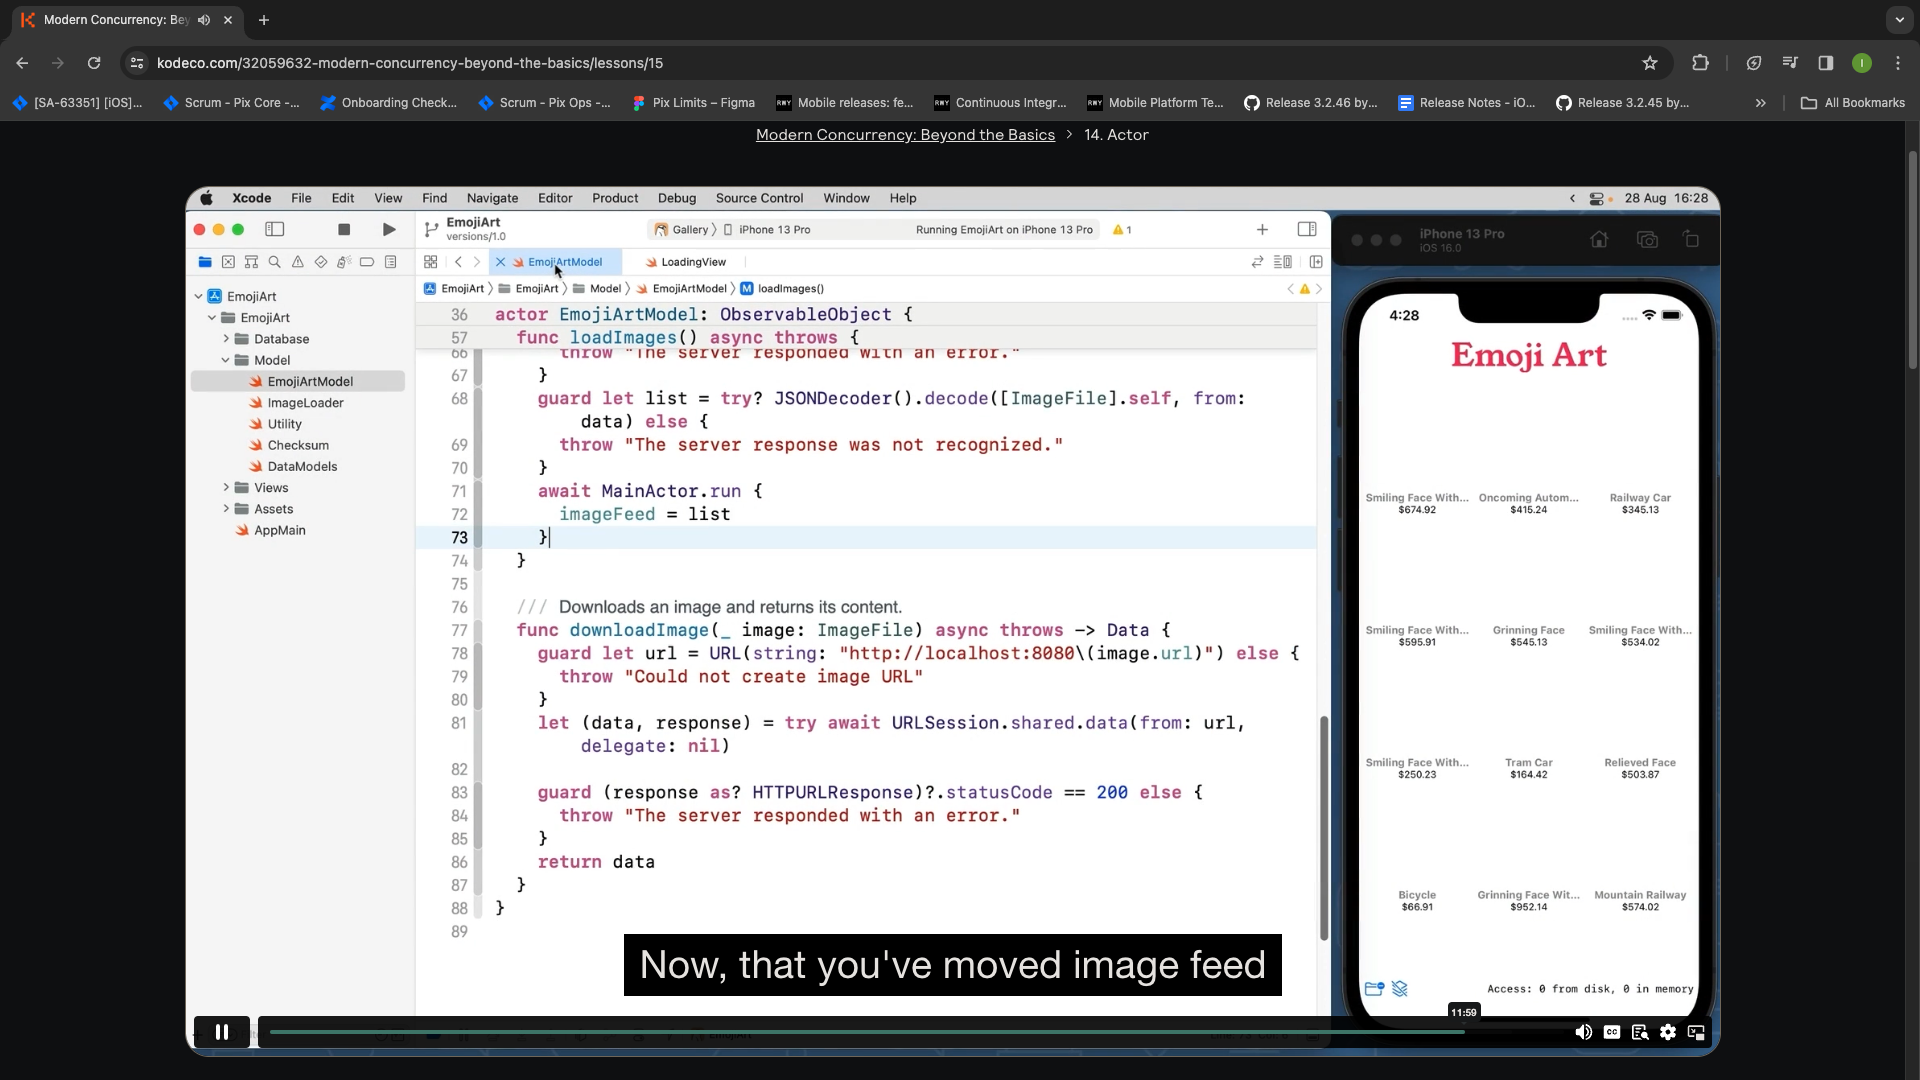 Modern Concurrency: Bey
kodeco.com/32059632-modern-concurrency-beyond-the-basics/lessons/15
I
[SA-63351] [iOS]...
Scrum - Pix Core -...
Onboarding Check...
Scrum - Pix Ops -...
Pix Limits – Figma
RWY Mobile releases: fe...
RWY Continuous Integr...
RWY Mobile Platform Te...
Release 3.2.46 by...
Release Notes - iO...
Release 3.2.45 by...
All Bookmarks
Modern Concurrency: Beyond the Basics > 14. Actor
Xcode File Edit View Find Navigate Editor Product Debug Source Control Window Help
28 Aug 16:28
EmojiArt
versions/1.0
Gallery
iPhone 13 Pro
Running EmojiArt on iPhone 13 Pro
1
iPhone 13 Pro
iOS 16.0
EmojiArtModel
LoadingView
EmojiArt
EmojiArt
Model
EmojiArtModel
M loadImages()
EmojiArt
EmojiArt
Database
Model
EmojiArtModel
ImageLoader
Utility
Checksum
DataModels
Views
Assets
AppMain
36 actor EmojiArtModel: ObservableObject {
57 func loadImages() async throws {
66 throw "The server responded with an error."
67 }
68 guard let list = try? JSONDecoder().decode([ImageFile].self, from:
data) else {
69 throw "The server response was not recognized."
70 }
71 await MainActor.run {
72 imageFeed = list
73 }
74 }
75
76 /// Downloads an image and returns its content.
77 func downloadImage(_ image: ImageFile) async throws -> Data {
78 guard let url = URL(string: "http://localhost:8080\(image.url)") else {
79 throw "Could not create image URL"
80 }
81 let (data, response) = try await URLSession.shared.data(from: url,
delegate: nil)
82
83 guard (response as? HTTPURLResponse)?.statusCode == 200 else {
84 throw "The server responded with an error."
85 }
86 return data
87 }
88 }
89
4:28
Emoji Art
Smiling Face With... Oncoming Autom... Railway Car
$674.92 $415.24 $345.13
Smiling Face With... Grinning Face Smiling Face With...
$595.91 $545.13 $534.02
Smiling Face With... Tram Car Relieved Face
$250.23 $164.42 $503.87
Bicycle Grinning Face Wit... Mountain Railway
$66.91 $952.14 $574.02
Access: 0 from disk, 0 in memory
Now, that you've moved image feed
11:59
CC